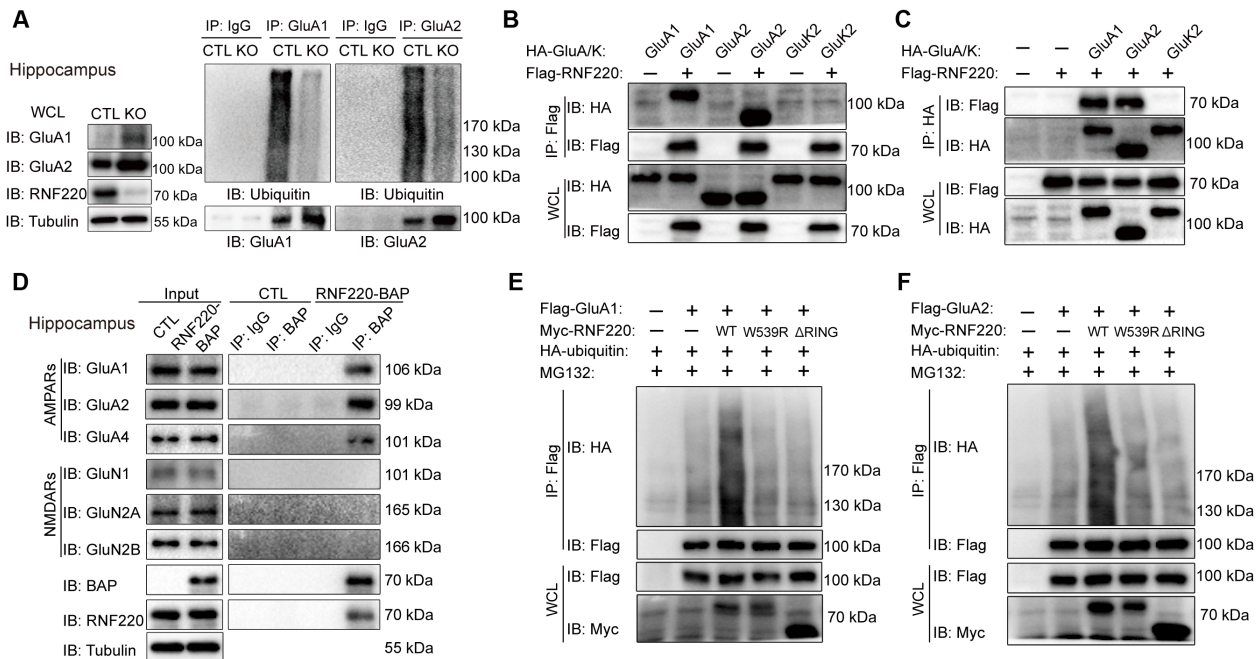 A
IP: IgG IP: GluA1 IP: IgG IP: GluA2
CTL KO CTL KO CTL KO CTL KO
Hippocampus
WCL CTL KO
IB: GluA1 100 kDa
IB: GluA2 100 kDa
IB: RNF220 70 kDa
IB: Tubulin 55 kDa
170 kDa
130 kDa
100 kDa
IB: Ubiquitin IB: Ubiquitin
100 kDa
IB: GluA1 IB: GluA2
B
HA-GluA/K: GluA1 GluA1 GluA2 GluA2 GluK2 GluK2
Flag-RNF220: — + — + — +
IP: Flag
IB: HA 100 kDa
IB: Flag 70 kDa
WCL
IB: HA 100 kDa
IB: Flag 70 kDa
C
HA-GluA/K: — — GluA1 GluA2 GluK2
Flag-RNF220: — + + + +
IP: HA
IB: Flag 70 kDa
IB: HA 100 kDa
WCL
IB: Flag 70 kDa
IB: HA 100 kDa
D
Input CTL RNF220-BAP
Hippocampus
CTL RNF220-BAP IP: IgG IP: BAP IP: IgG IP: BAP
AMPARs
IB: GluA1 106 kDa
IB: GluA2 99 kDa
IB: GluA4 101 kDa
NMDARs
IB: GluN1 101 kDa
IB: GluN2A 165 kDa
IB: GluN2B 166 kDa
IB: BAP 70 kDa
IB: RNF220 70 kDa
IB: Tubulin 55 kDa
E
Flag-GluA1: — + + + +
Myc-RNF220: — — WT W539R ΔRING
HA-ubiquitin: + + + + +
MG132: + + + + +
IP: Flag
IB: HA
170 kDa
130 kDa
IB: Flag 100 kDa
WCL
IB: Flag 100 kDa
IB: Myc 70 kDa
F
Flag-GluA2: — + + + +
Myc-RNF220: — — WT W539R ΔRING
HA-ubiquitin: + + + + +
MG132: + + + + +
IP: Flag
IB: HA
170 kDa
130 kDa
IB: Flag 100 kDa
WCL
IB: Flag 100 kDa
IB: Myc 70 kDa